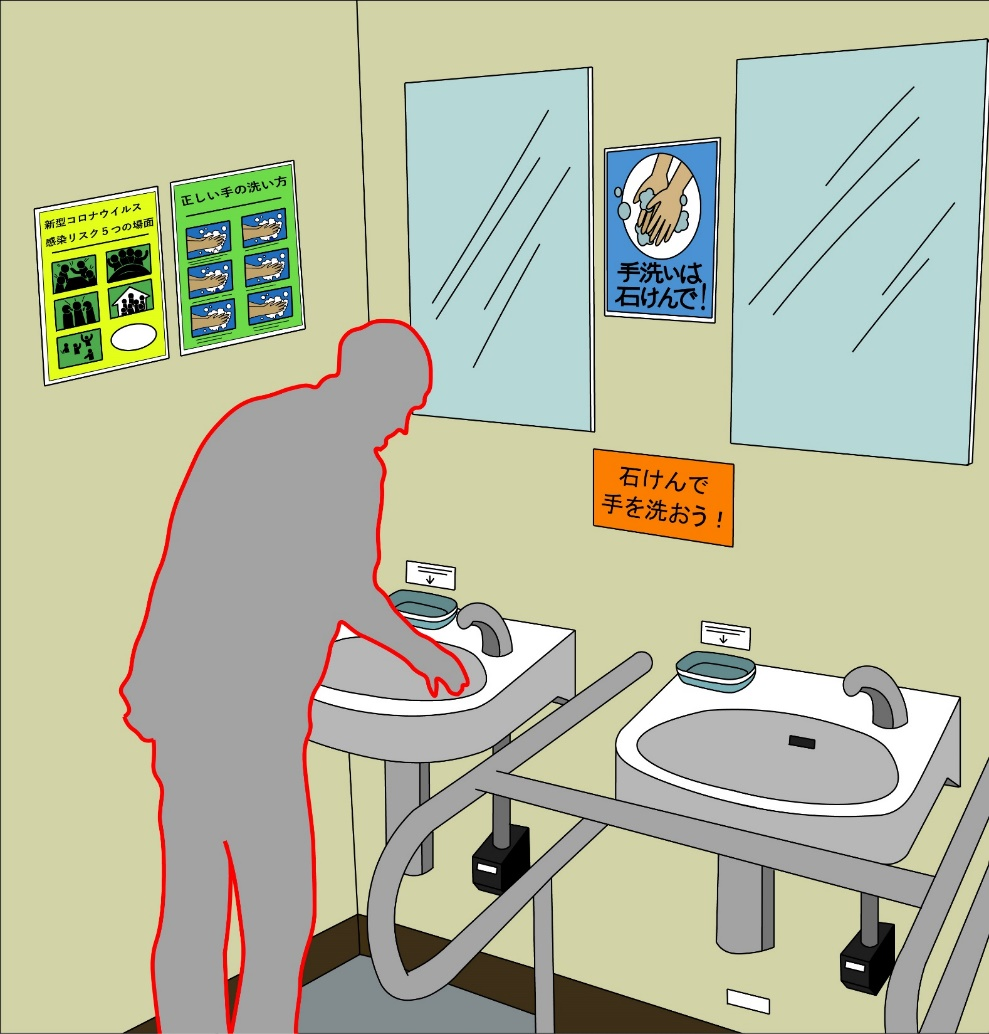 新型コロナウイルス
感染リスク5つの場面
正しい手の洗い方
手洗いは
石けんで!
石けんで
手を洗おう!